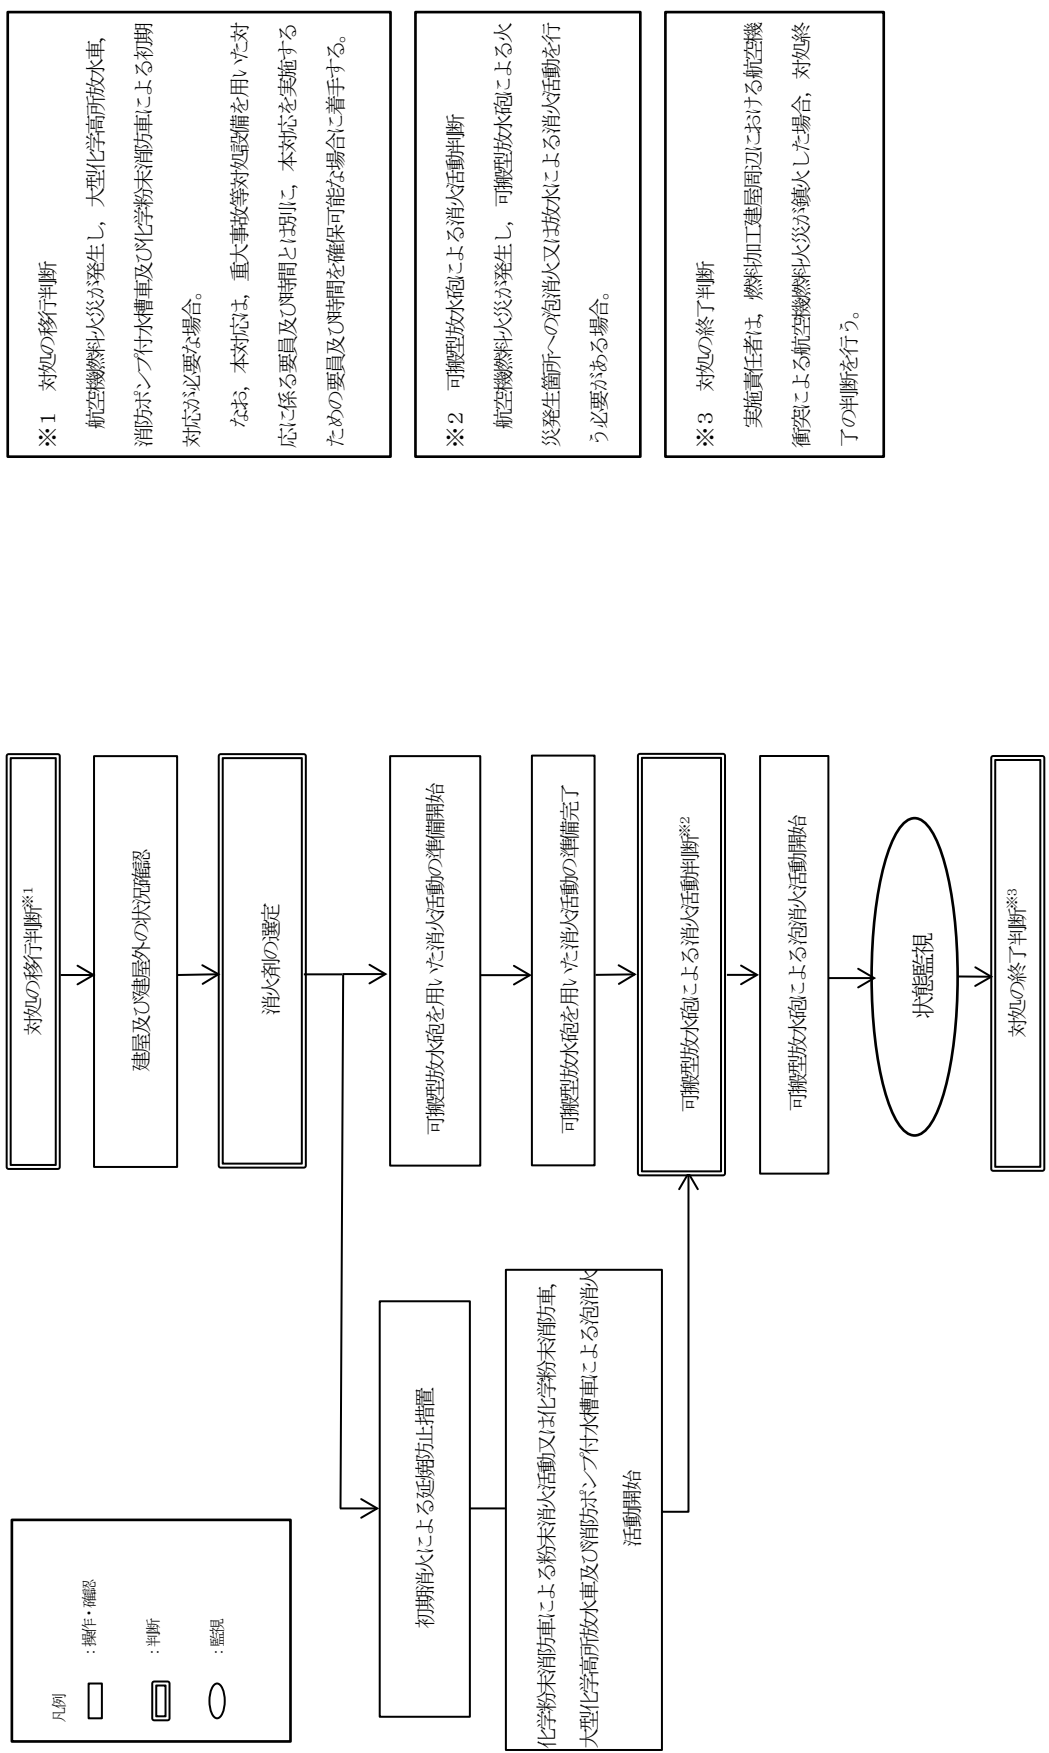 凡例
：操作・確認
：判断
：監視
対処の移行判断※1
建屋及び建屋外の状況確認
消火剤の選定
初期消火による延焼防止措置
化学粉末消防車による粉末消火活動又は化学粉末消防車，
大型化学高所放水車及び消防ポンプ付水槽車による泡消火
活動開始
可搬型放水砲を用いた消火活動の準備開始
可搬型放水砲を用いた消火活動の準備完了
可搬型放水砲による消火活動判断※2
可搬型放水砲による泡消火活動開始
状態監視
対処の終了判断※3
※１　対処の移行判断
航空機燃料火災が発生し，大型化学高所放水車，
消防ポンプ付水槽車及び化学粉末消防車による初期
対応が必要な場合。
なお，本対応は，重大事故等対処設備を用いた対
応に係る要員及び時間とは別に，本対応を実施する
ための要員及び時間を確保可能な場合に着手する。
※２　可搬型放水砲による消火活動判断
航空機燃料火災が発生し，可搬型放水砲による火
災発生箇所への泡消火又は放水による消火活動を行
う必要がある場合。
※３　対処の終了判断
実施責任者は，燃料加工建屋周辺における航空機
衝突による航空機燃料火災が鎮火した場合，対処終
了の判断を行う。